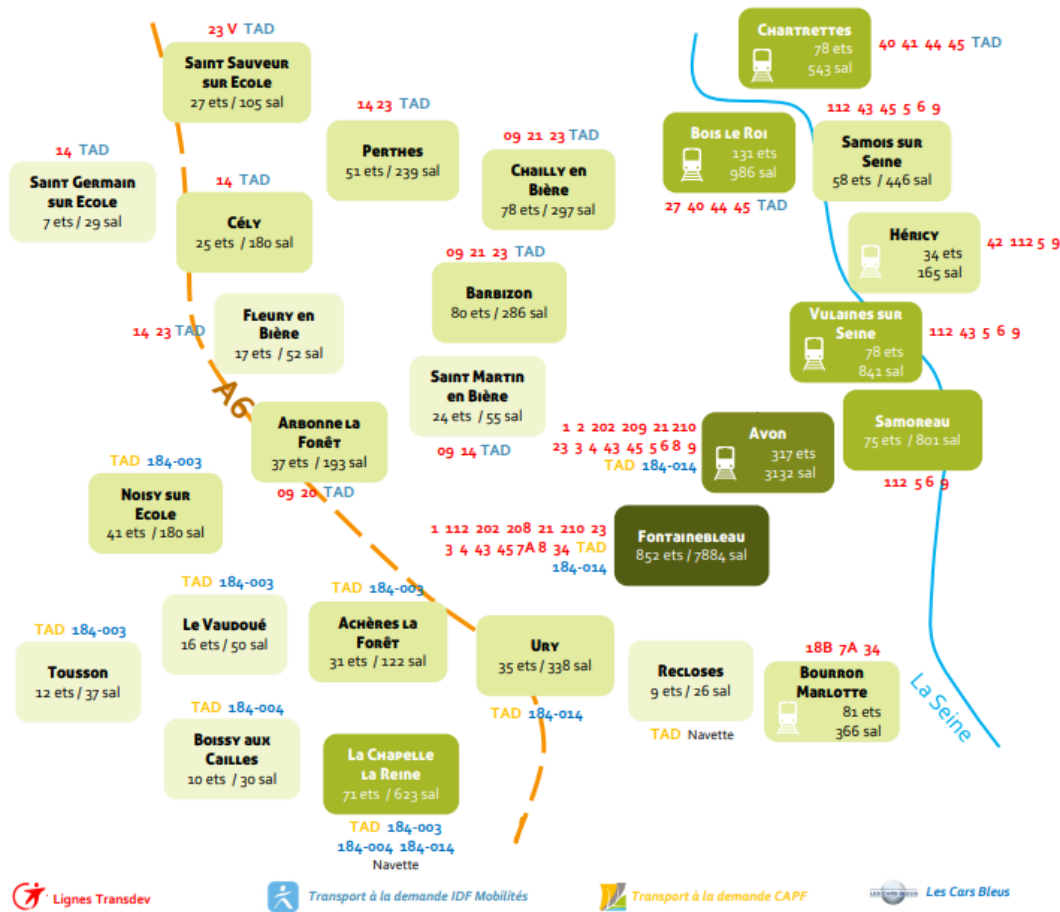 23 V TAD
Saint Sauveur
sur Ecole
27 ets / 105 sal
Chartrettes
78 ets
543 sal
40 41 44 45 TAD
14 23 TAD
Perthes
51 ets / 239 sal
09 21 23 TAD
Chailly en
Bière
78 ets / 297 sal
Bois le Roi
131 ets
986 sal
27 40 44 45 TAD
112 43 45 5 6 9
Samois sur
Seine
58 ets / 446 sal
14 TAD
Saint Germain
sur Ecole
7 ets / 29 sal
14 TAD
Cély
25 ets / 180 sal
Héricy
34 ets
165 sal
42 112 5 9
09 21 23 TAD
Barbizon
80 ets / 286 sal
14 23 TAD
Fleury en
Bière
17 ets / 52 sal
Vulaines sur
Seine
78 ets
841 sal
112 43 5 6 9
A6
Saint Martin
en Bière
24 ets / 55 sal
09 14 TAD
Arbonne la
Forêt
37 ets / 193 sal
09 20 TAD
1 2 202 209 21 210
23 3 4 43 45 5 6 8 9
TAD 184-014
Avon
317 ets
3132 sal
Samoreau
75 ets / 801 sal
112 5 6 9
TAD 184-003
Noisy sur
Ecole
41 ets / 180 sal
1 112 202 208 21 210 23
3 4 43 45 7A 8 34 TAD
184-014
Fontainebleau
852 ets / 7884 sal
TAD 184-003
Le Vaudoué
16 ets / 50 sal
TAD 184-003
Achères la
Forêt
31 ets / 122 sal
Ury
35 ets / 338 sal
TAD 184-014
TAD 184-003
Tousson
12 ets / 37 sal
Recloses
9 ets / 26 sal
TAD Navette
18B 7A 34
Bourron
Marlotte
81 ets
366 sal
La Seine
TAD 184-004
Boissy aux
Cailles
10 ets / 30 sal
La Chapelle
la Reine
71 ets / 623 sal
TAD 184-003
184-004 184-014
Navette
Lignes Transdev
Transport à la demande IDF Mobilités
Transport à la demande CAPF
LES CARS BLEUS
Les Cars Bleus